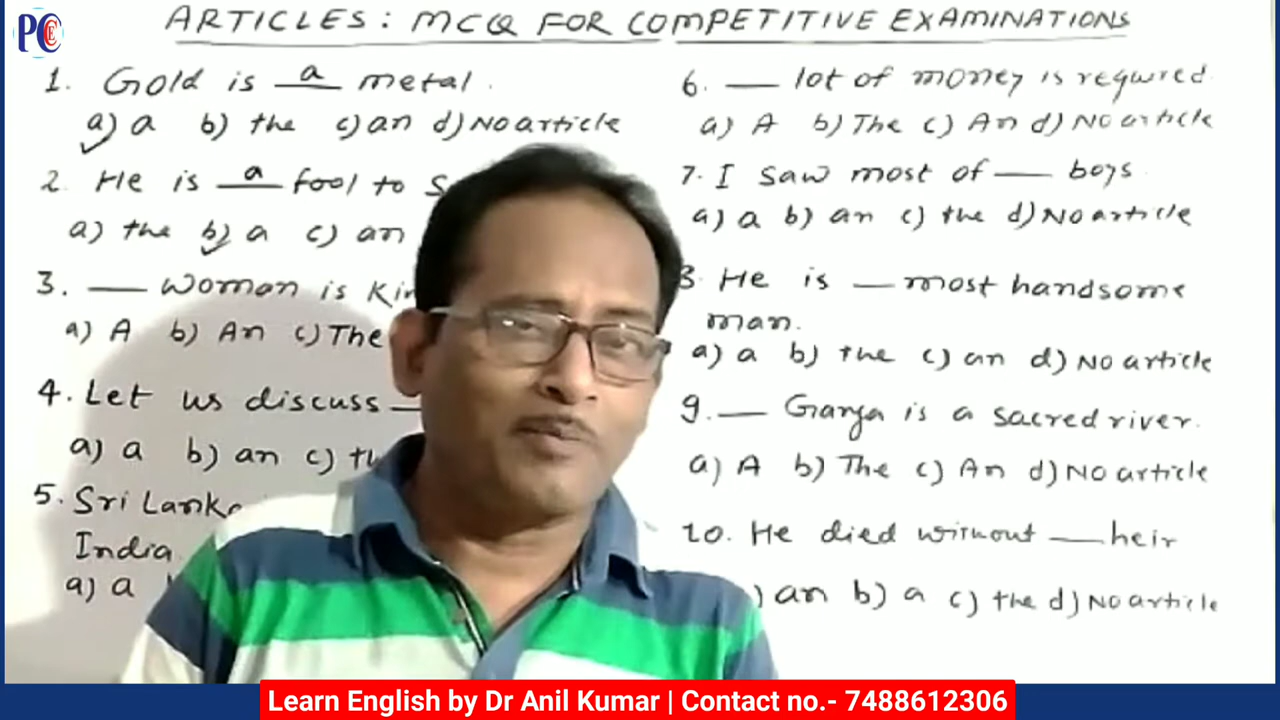 PCC
ARTICLES: MCQ FOR COMPETITIVE EXAMINATIONS
1. Gold is a metal.
a) a b) the c) an d) No article
2. He is a fool to
a) the b) a c) an
3. — woman is
a) A b) An c) The
4. Let us discuss —
a) a b) an c)
5. Sri Lanka
India
a) a
6. — lot of money is required.
a) A b) The c) An d) No article
7. I saw most of — boys.
a) a b) an c) the d) No article
8. He is — most handsome
man.
a) a b) the c) an d) No article
9. — Ganga is a sacred river.
a) A b) The c) An d) No article
10. He died without — heir
) an b) a c) the d) No article
Learn English by Dr Anil Kumar | Contact no.- 7488612306